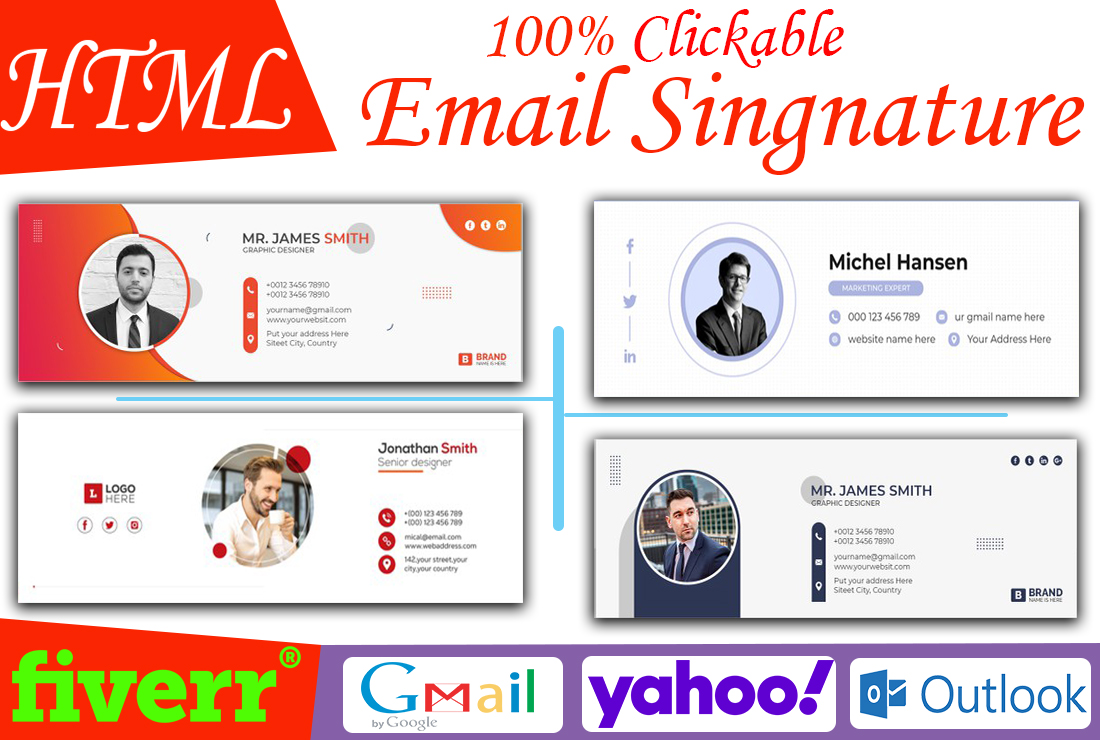 HTML
100% Clickable
Email Singnature
MR. JAMES SMITH
GRAPHIC DESIGNER
+0012 3456 78910
+0012 3456 78910
yourname@gmail.com
www.yourwebsit.com
Put your address Here
Siteet City, Country
B BRAND
NAME IS HERE
f t in
f
in
Michel Hansen
MARKETING EXPERT
000 123 456 789
ur gmail name here
website name here
Your Address Here
L LOGO
HERE
f
Jonathan Smith
Senior designer
+(00) 123 456 789
+(00) 123 456 789
mical@email.com
www.webaddress.com
142,your street,your
city,your country
f t in G+
MR. JAMES SMITH
GRAPHIC DESIGNER
+0012 3456 78910
+0012 3456 78910
yourname@gmail.com
www.yourwebsit.com
Put your address Here
Siteet City, Country
B BRAND
NAME IS HERE
fiverr®
Gmail
by Google
yahoo!
Outlook